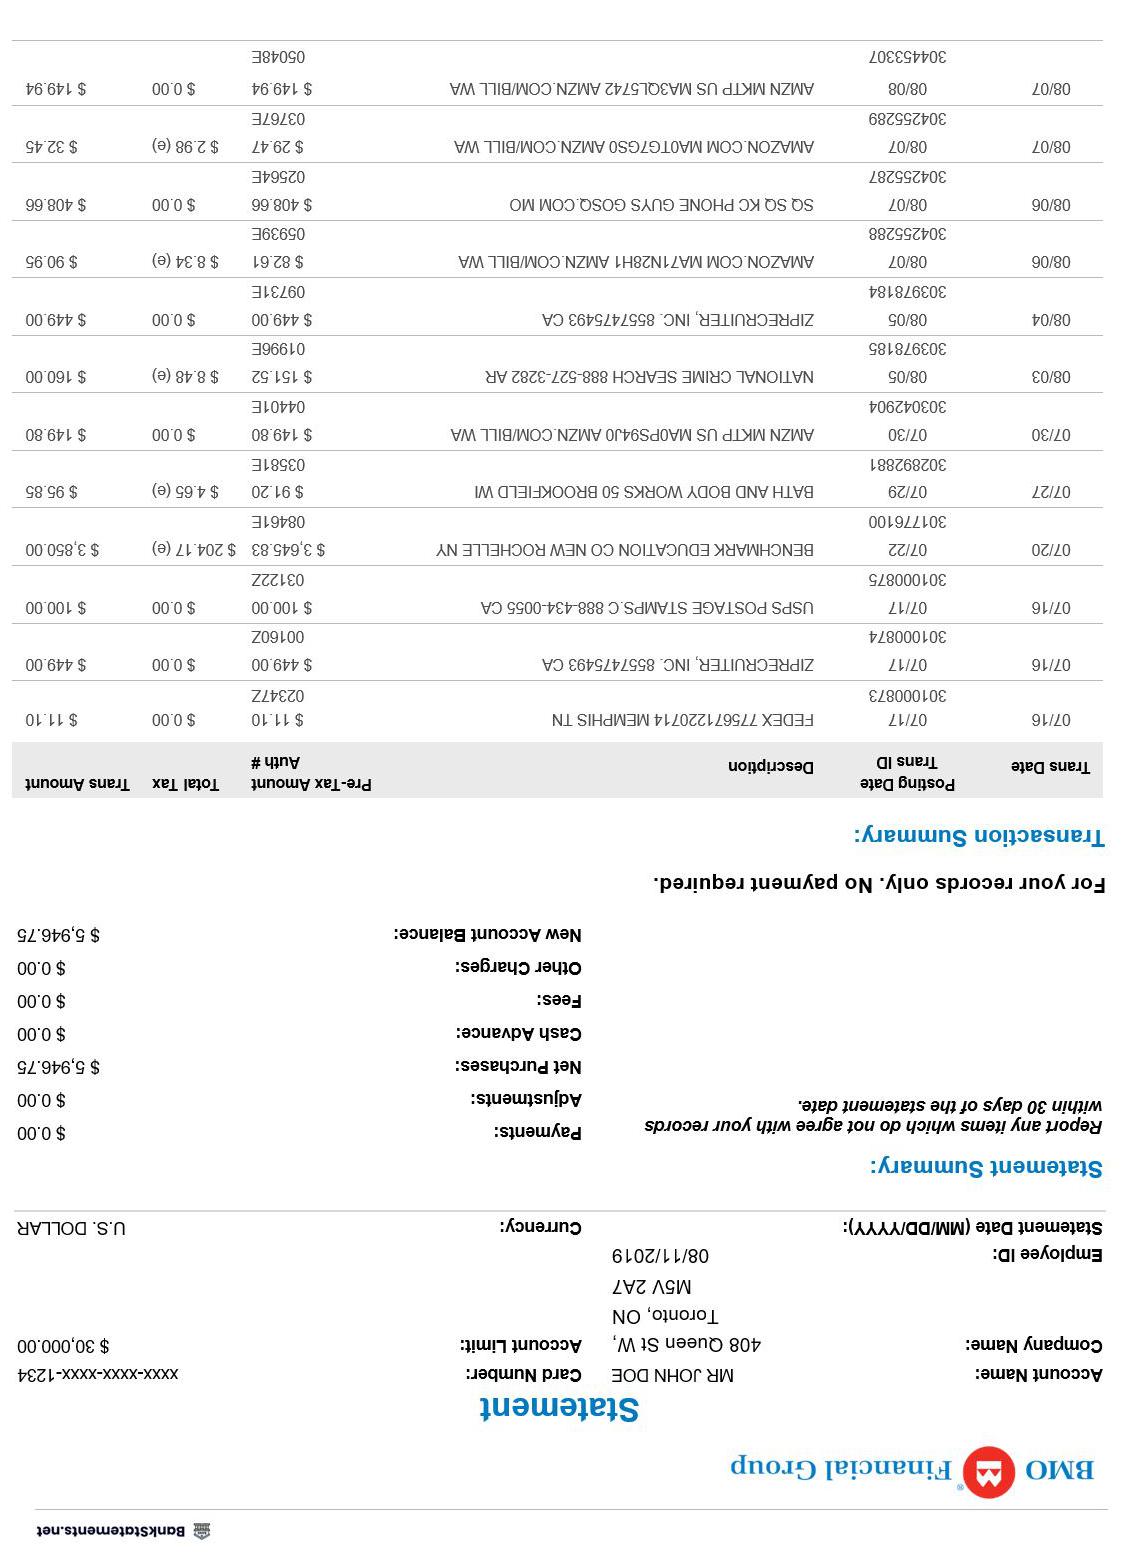 BankStatements.net
BMO Financial Group®
Statement
Account Name: MR JOHN DOE Card Number: xxxx-xxxx-xxxx-1234
Company Name: 408 Queen St W, Account Limit: $ 30,000.00
Toronto, ON
M5V 2A7
Employee ID: 08/11/2019
Statement Date (MM/DD/YYYY): Currency: U.S. DOLLAR
Statement Summary:
Report any items which do not agree with your records
within 30 days of the statement date.
Payments: $ 0.00
Adjustments: $ 0.00
Net Purchases: $ 5,946.75
Cash Advance: $ 0.00
Fees: $ 0.00
Other Charges: $ 0.00
New Account Balance: $ 5,946.75
For your records only. No payment required.
Transaction Summary:
Trans Date Posting Date Description Pre-Tax Amount Total Tax Trans Amount
Trans ID Auth #
07/16 07/17 FEDEX 775671220714 MEMPHIS TN $ 11.10 $ 0.00 $ 11.10
301000873 02347Z
07/16 07/17 ZIPRECRUITER, INC. 8557475493 CA $ 449.00 $ 0.00 $ 449.00
301000874 00160Z
07/16 07/17 USPS POSTAGE STAMPS.C 888-434-0055 CA $ 100.00 $ 0.00 $ 100.00
301000875 03122Z
07/20 07/22 BENCHMARK EDUCATION CO NEW ROCHELLE NY $ 3,645.83 $ 204.17 (e) $ 3,850.00
301776100 08461E
07/27 07/29 BATH AND BODY WORKS 50 BROOKFIELD WI $ 91.20 $ 4.65 (e) $ 95.85
302892881 03581E
07/30 07/30 AMZN MKTP US MA0PS94J0 AMZN.COM/BILL WA $ 149.80 $ 0.00 $ 149.80
303042904 04401E
08/03 08/05 NATIONAL CRIME SEARCH 888-527-3282 AR $ 151.52 $ 8.48 (e) $ 160.00
303978185 01996E
08/04 08/05 ZIPRECRUITER, INC. 8557475493 CA $ 449.00 $ 0.00 $ 449.00
303978184 09731E
08/06 08/07 AMAZON.COM MA71N28H1 AMZN.COM/BILL WA $ 82.61 $ 8.34 (e) $ 90.95
304255288 05939E
08/06 08/07 SQ SQ KC PHONE GUYS GOSQ.COM MO $ 408.66 $ 0.00 $ 408.66
304255287 02564E
08/07 08/07 AMAZON.COM MA0TG7GS0 AMZN.COM/BILL WA $ 29.47 $ 2.98 (e) $ 32.45
304255289 03767E
08/07 08/08 AMZN MKTP US MA3QL5742 AMZN.COM/BILL WA $ 149.94 $ 0.00 $ 149.94
304453307 05048E